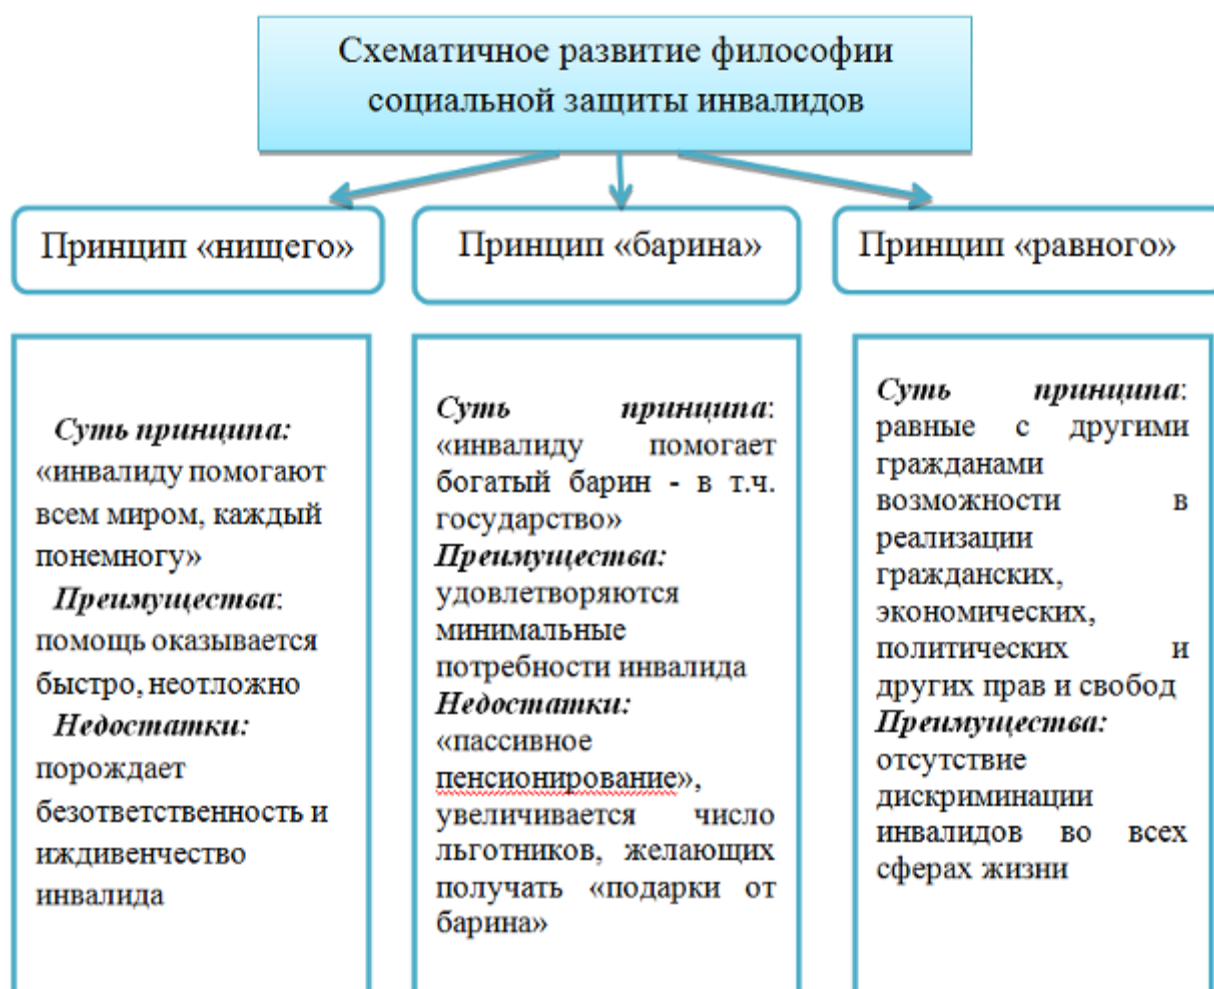 Схематичное развитие философии
социальной защиты инвалидов
Принцип «нищего»
Принцип «барина»
Принцип «равного»
Суть принципа:
«инвалиду помогают
всем миром, каждый
понемногу»
Преимущества:
помощь оказывается
быстро, неотложно
Недостатки:
порождает
безответственность и
иждивенчество
инвалида
Суть принципа:
«инвалиду помогает
богатый барин - в т.ч.
государство»
Преимущества:
удовлетворяются
минимальные
потребности инвалида
Недостатки:
«пассивное
пенсионирование»,
увеличивается число
льготников, желающих
получать «подарки от
барина»
Суть принципа:
равные с другими
гражданами
возможности в
реализации
гражданских,
экономических,
политических и
других прав и свобод
Преимущества:
отсутствие
дискриминации
инвалидов во всех
сферах жизни